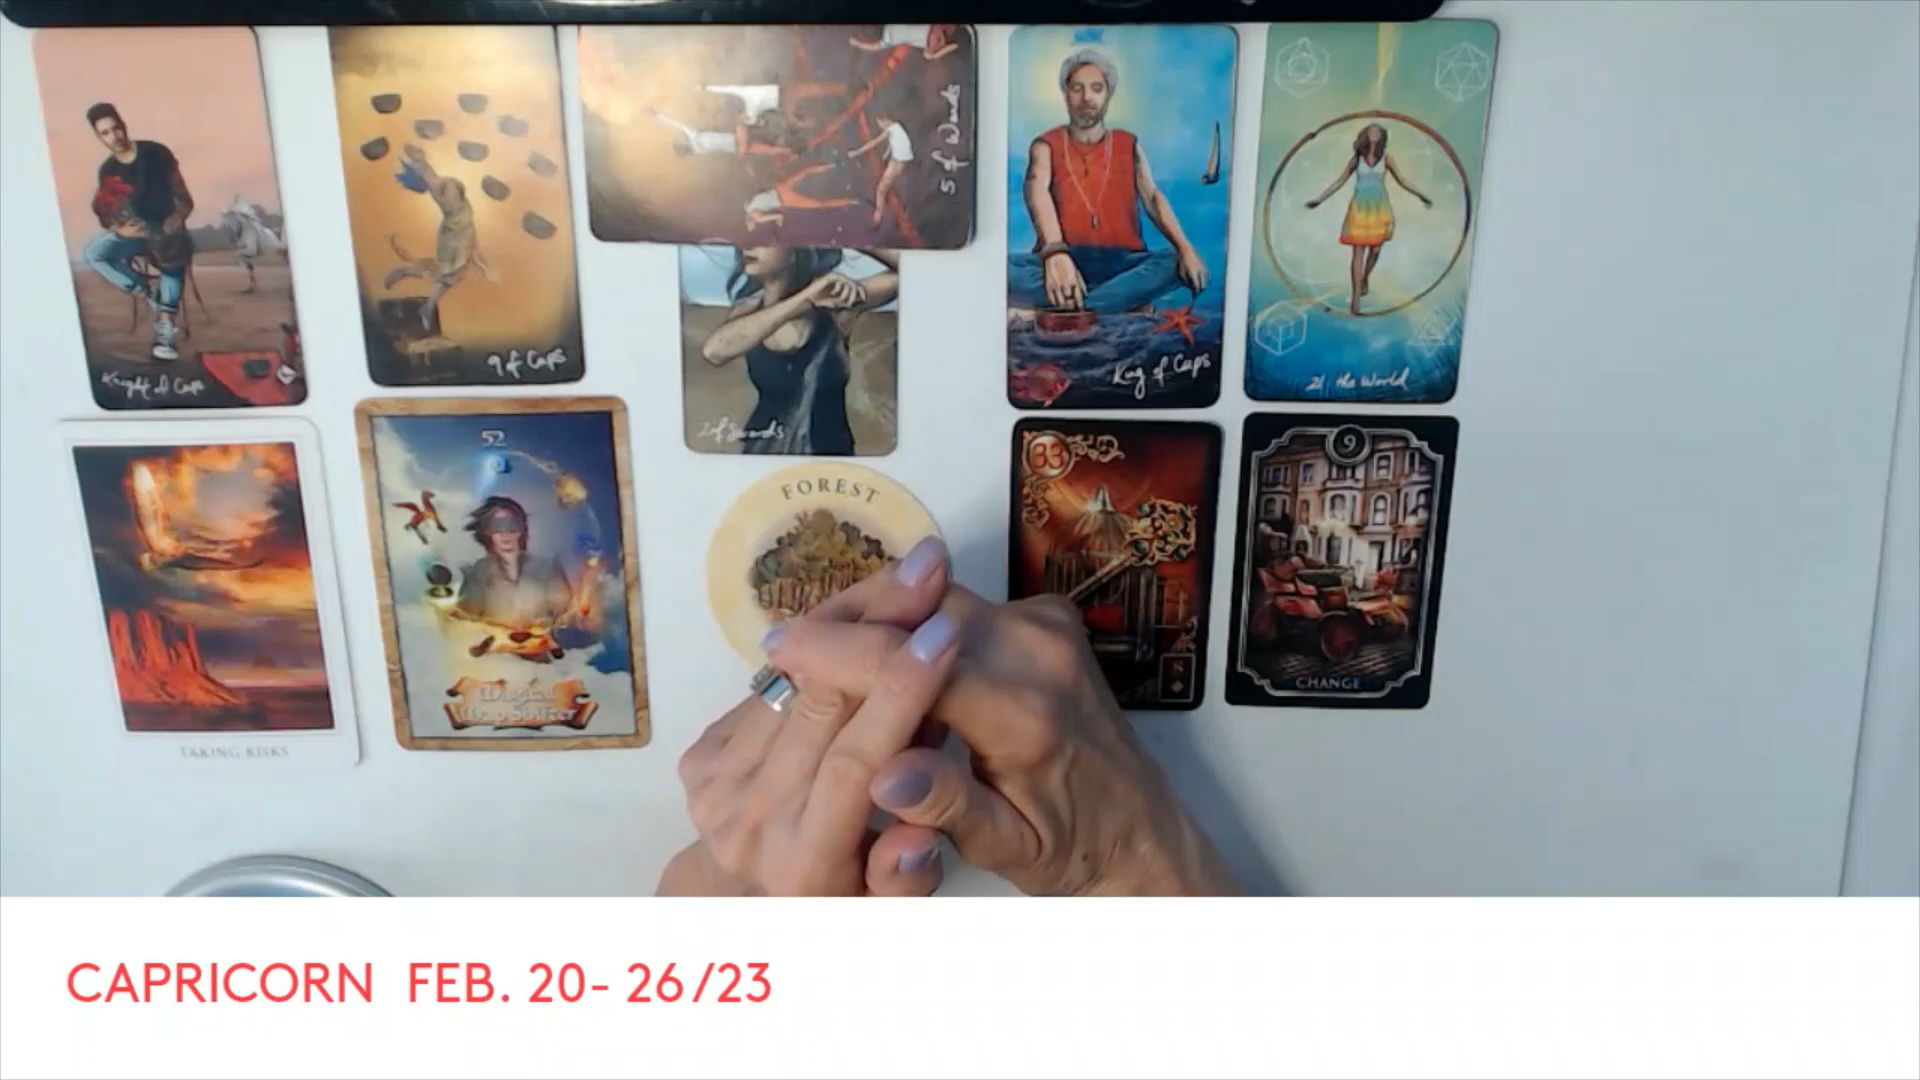 Knight of Cups
9 of Cups
5 of Wands
2 of Swords
King of Cups
21 the World
TAKING RISKS
52
FOREST
33
8
9
CHANGE
CAPRICORN FEB. 20- 26/23